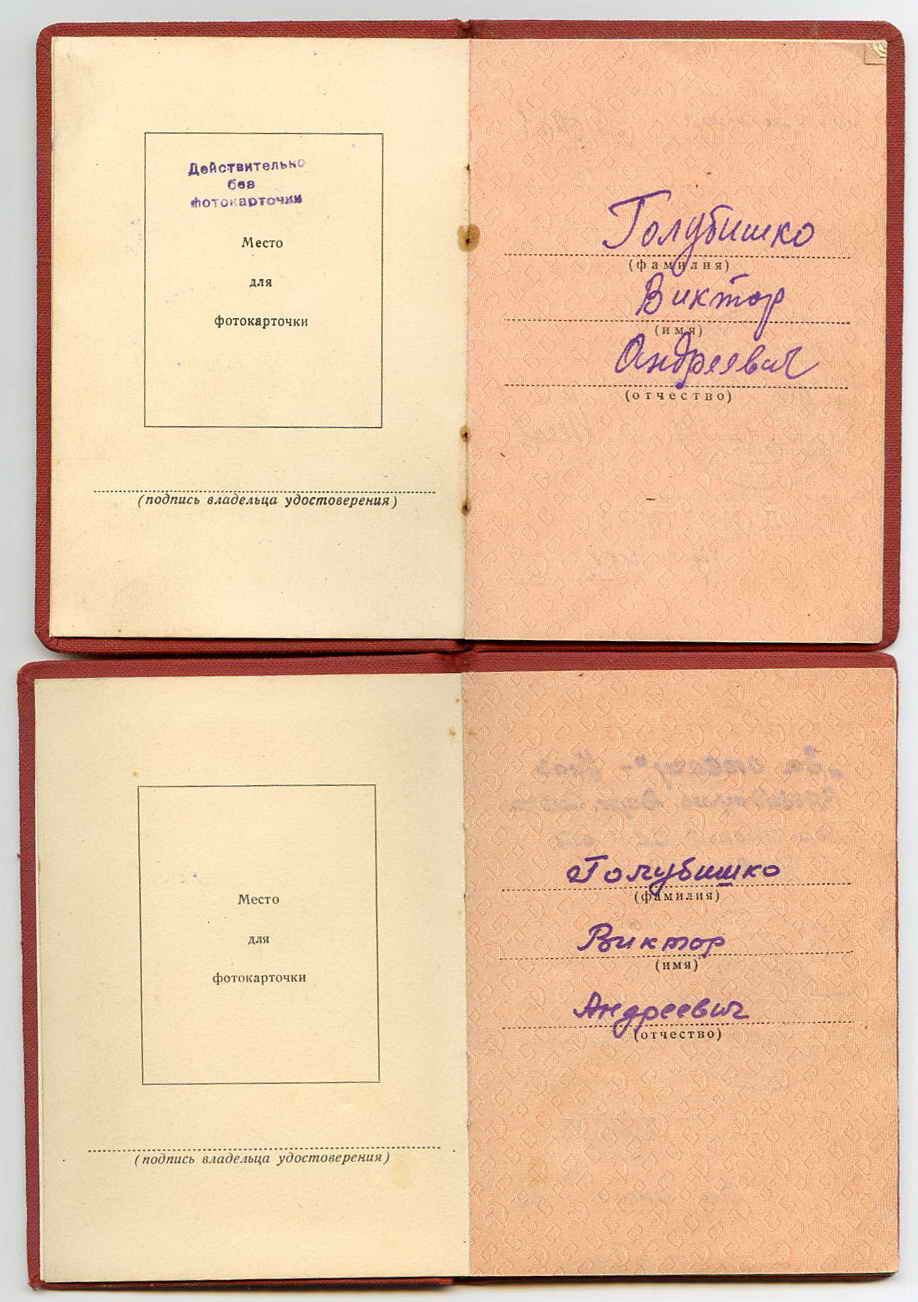 Действительно
без
фотокарточки
Место
для
фотокарточки
(подпись владельца удостоверения)
Голубишко
(фамилия)
Виктор
(имя)
Андреевич
(отчество)
Место
для
фотокарточки
(подпись владельца удостоверения)
Голубишко
(фамилия)
Виктор
(имя)
Андреевич
(отчество)